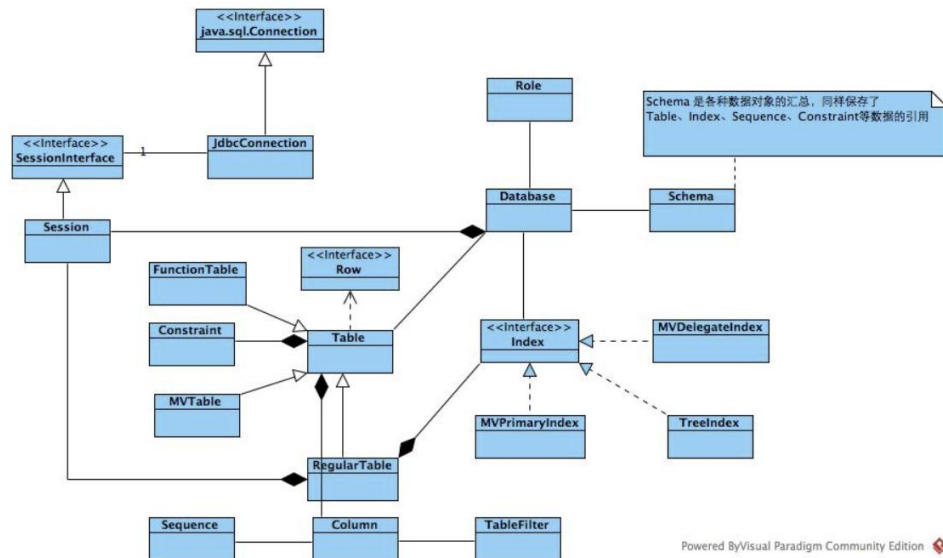 <<Interface>>
java.sql.Connection
Role
Schema 是各种数据对象的汇总，同样保存了
Table、Index、Sequence、Constraint等数据的引用
<<Interface>>
SessionInterface
1
JdbcConnection
Database
Schema
Session
<<Interface>>
Row
FunctionTable
Constraint
Table
<<Interface>>
Index
MVDelegateIndex
MVTable
MVPrimaryIndex
TreeIndex
RegularTable
Sequence
Column
TableFilter
Powered ByVisual Paradigm Community Edition